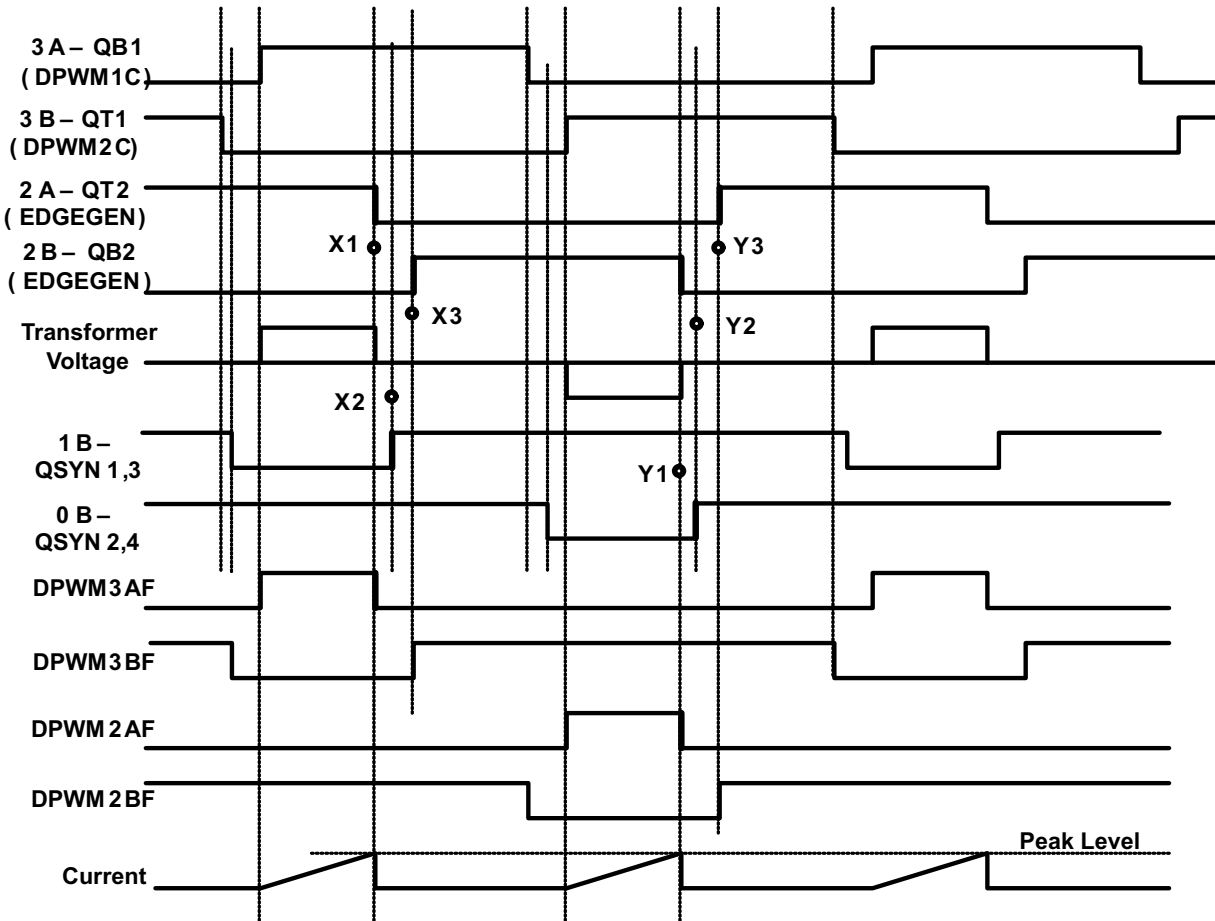 3 A – QB1
( DPWM1C)
3 B – QT1
( DPWM2C)
2 A – QT2
( EDGEGEN)
2 B – QB2
( EDGEGEN)
X1
Y3
X3
Y2
Transformer
Voltage
X2
1 B –
QSYN 1,3
Y1
0 B –
QSYN 2,4
DPWM3AF
DPWM3BF
DPWM2AF
DPWM2BF
Peak Level
Current